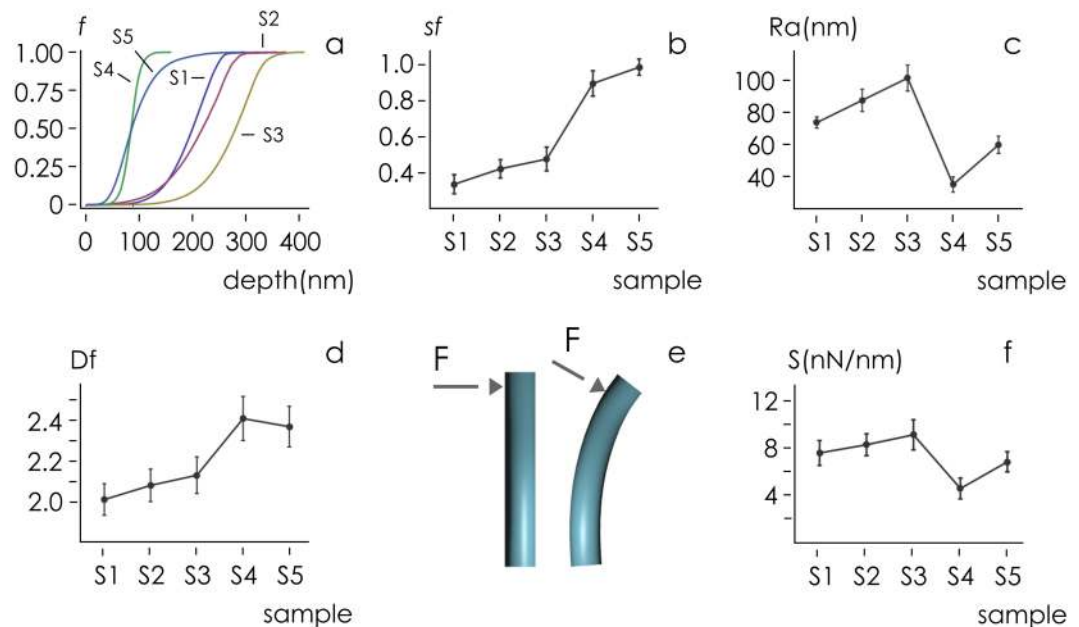 f
S2
a
S5
1.00
S4
S1
0.75
0.50
S3
0.25
0
0 100 200 300 400
depth(nm)
sf
b
1.0
0.8
0.6
0.4
S1 S2 S3 S4 S5
sample
Ra(nm)
c
100
80
60
40
S1 S2 S3 S4 S5
sample
Df
d
2.4
2.2
2.0
S1 S2 S3 S4 S5
sample
F
F
e
S(nN/nm)
f
12
8
4
S1 S2 S3 S4 S5
sample